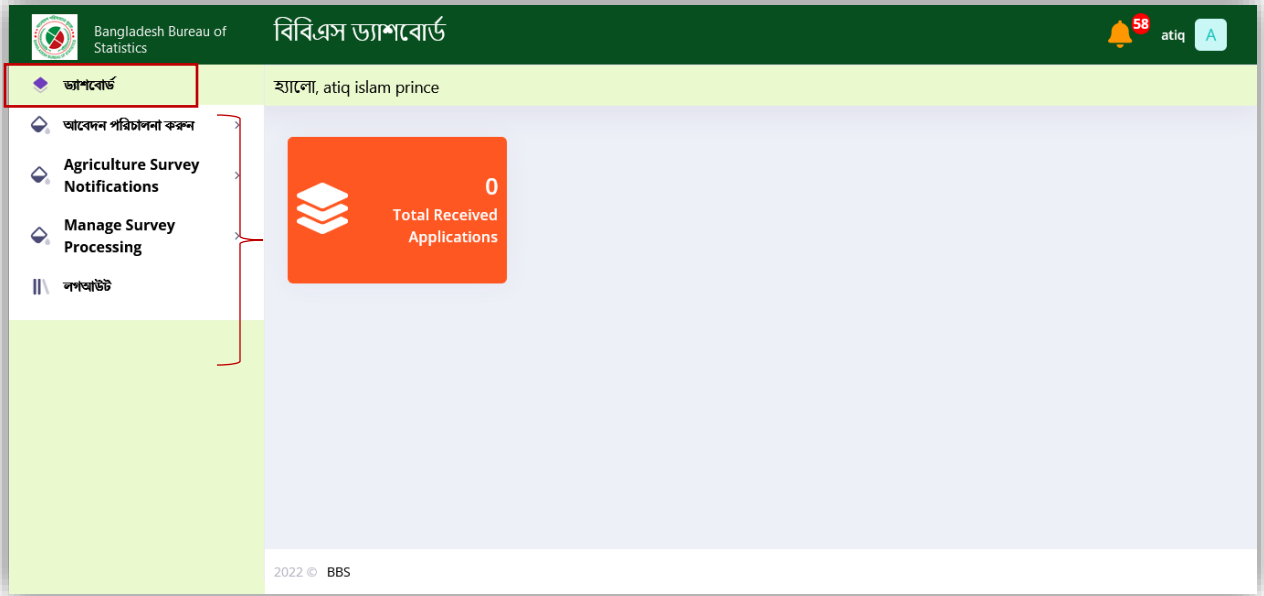 Bangladesh Bureau of
Statistics
বিবিএস ড্যাশবোর্ড
58
atiq
A
ড্যাশবোর্ড
হ্যালো, atiq islam prince
আবেদন পরিচালনা করুন
Agriculture Survey
Notifications
Manage Survey
Processing
লগআউট
0
Total Received
Applications
2022 © BBS